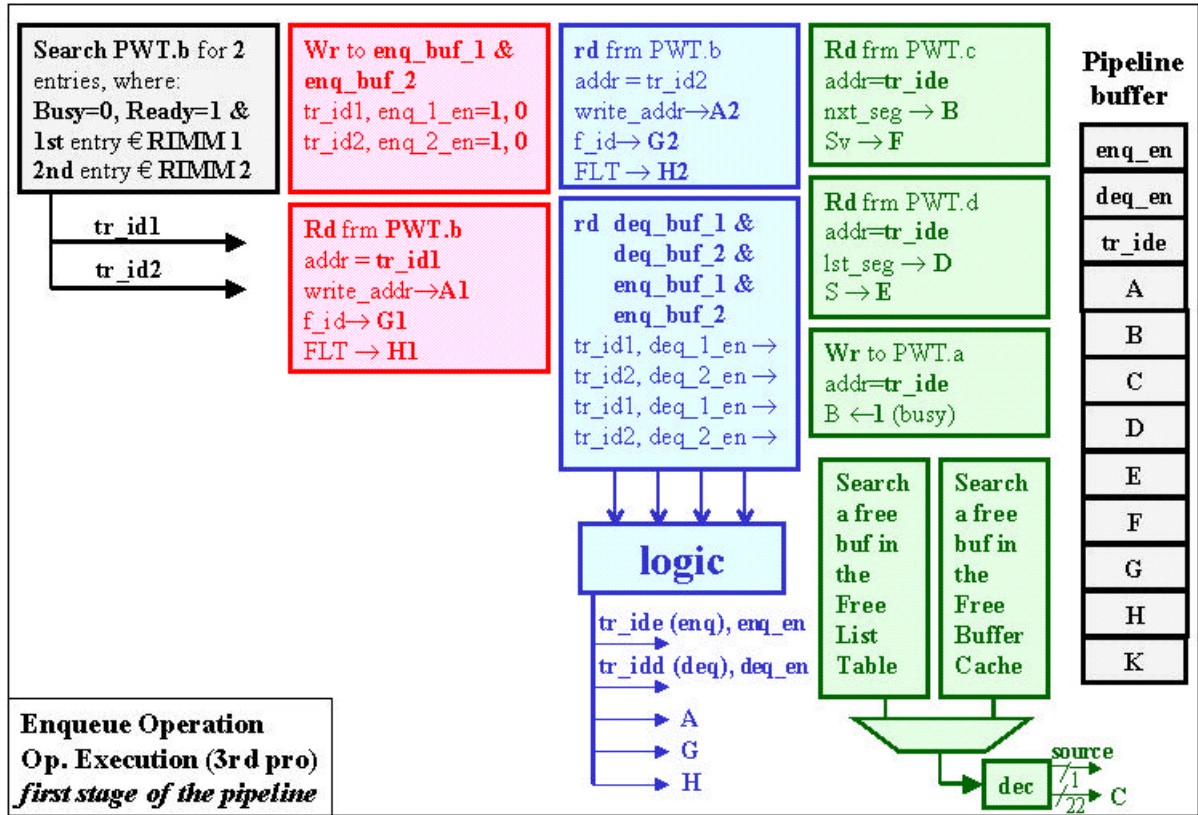 Search PWT.b for 2
entries, where:
Busy=0, Ready=1 &
1st entry € RIMM 1
2nd entry € RIMM 2
tr_id1
tr_id2
Wr to enq_buf_1 &
enq_buf_2
tr_id1, enq_1_en=1, 0
tr_id2, enq_2_en=1, 0
Rd frm PWT.b
addr = tr_id1
write_addr→A1
f_id→ G1
FLT → H1
rd frm PWT.b
addr = tr_id2
write_addr→A2
f_id→ G2
FLT → H2
rd deq_buf_1 &
deq_buf_2 &
enq_buf_1 &
enq_buf_2
tr_id1, deq_1_en →
tr_id2, deq_2_en →
tr_id1, deq_1_en →
tr_id2, deq_2_en →
logic
tr_ide (enq), enq_en
tr_idd (deq), deq_en
A
G
H
Rd frm PWT.c
addr=tr_ide
nxt_seg → B
Sv → F
Rd frm PWT.d
addr=tr_ide
lst_seg → D
S → E
Wr to PWT.a
addr=tr_ide
B ←1 (busy)
Search
a free
buf in
the
Free
List
Table
Search
a free
buf in
the
Free
Buffer
Cache
dec
source
1
22
C
Pipeline
buffer
enq_en
deq_en
tr_ide
A
B
C
D
E
F
G
H
K
Enqueue Operation
Op. Execution (3rd pro)
first stage of the pipeline